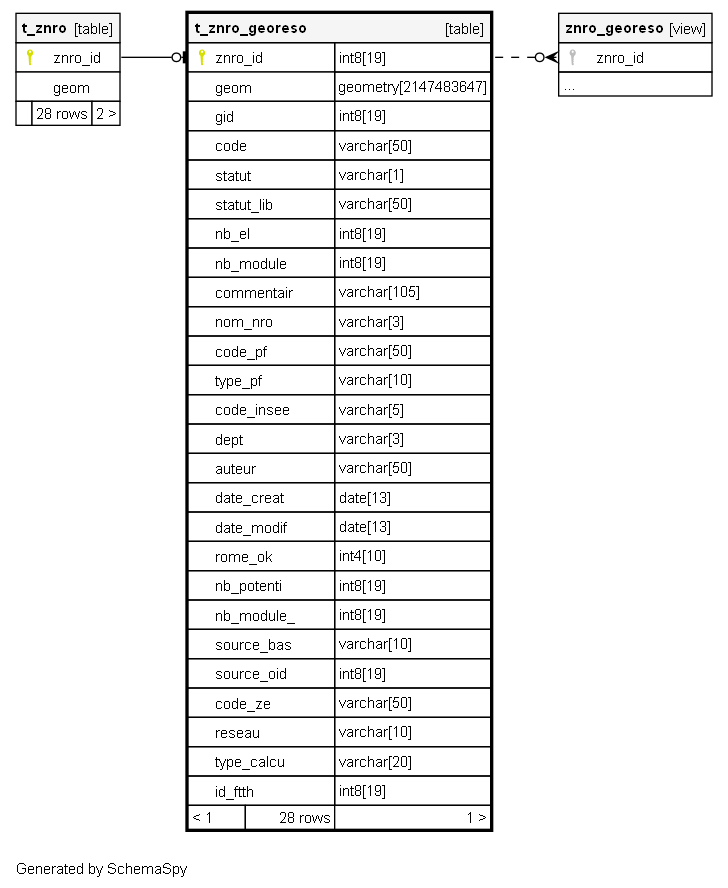 t_znro [table]
znro_id
geom
28 rows 2 >
t_znro_georeso [table]
znro_id int8[19]
geom geometry[2147483647]
gid int8[19]
code varchar[50]
statut varchar[1]
statut_lib varchar[50]
nb_el int8[19]
nb_module int8[19]
commentair varchar[105]
nom_nro varchar[3]
code_pf varchar[50]
type_pf varchar[10]
code_insee varchar[5]
dept varchar[3]
auteur varchar[50]
date_creat date[13]
date_modif date[13]
rome_ok int4[10]
nb_potenti int8[19]
nb_module_ int8[19]
source_bas varchar[10]
source_oid int8[19]
code_ze varchar[50]
reseau varchar[10]
type_calcu varchar[20]
id_ftth int8[19]
< 1 28 rows 1 >
znro_georeso [view]
znro_id
...
Generated by SchemaSpy